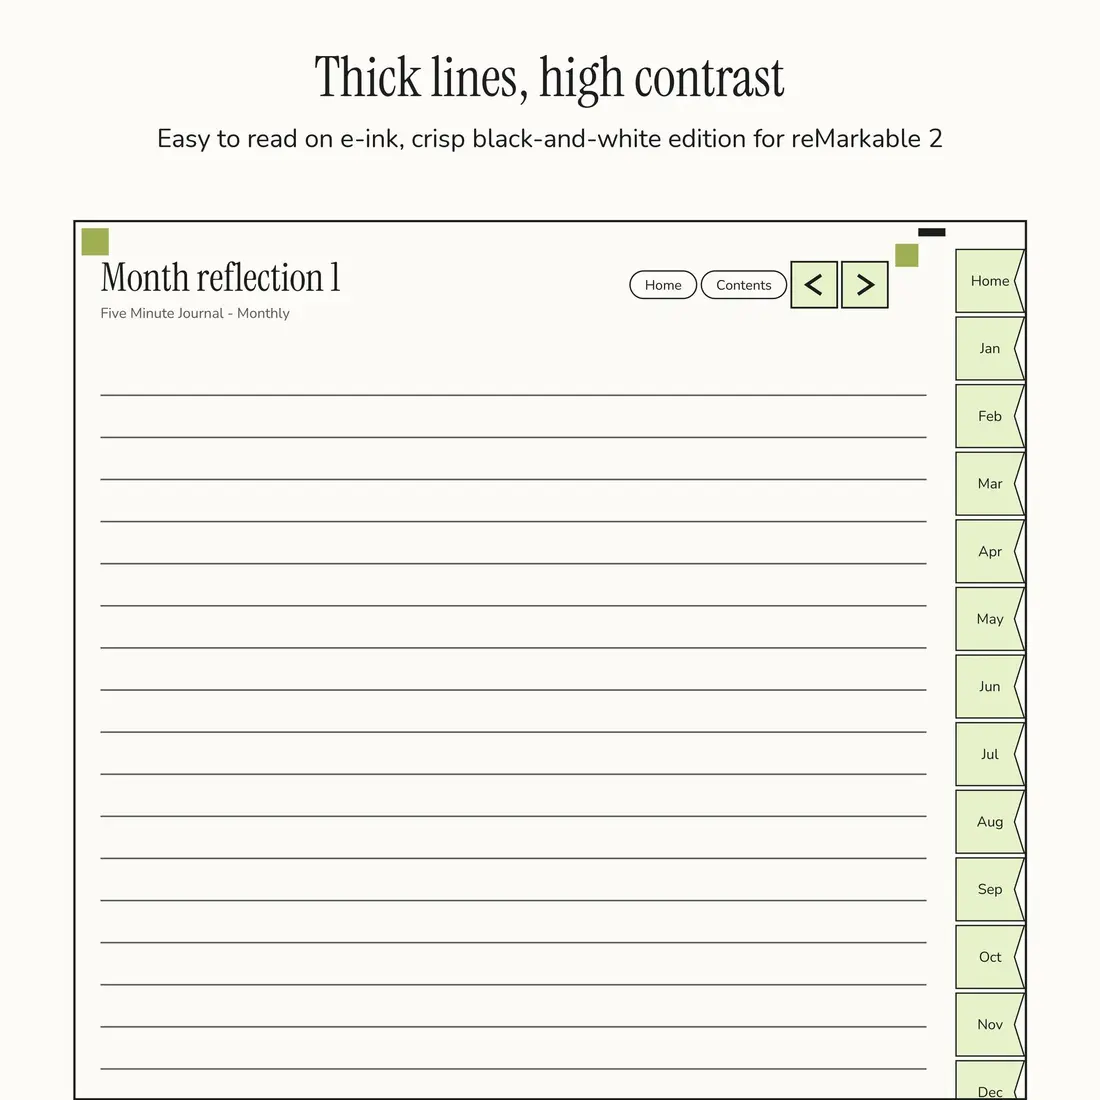 Thick lines, high contrast
Easy to read on e-ink, crisp black-and-white edition for reMarkable 2
Month reflection 1
Five Minute Journal - Monthly
Home
Contents
<
>
Home
Jan
Feb
Mar
Apr
May
Jun
Jul
Aug
Sep
Oct
Nov
Dec